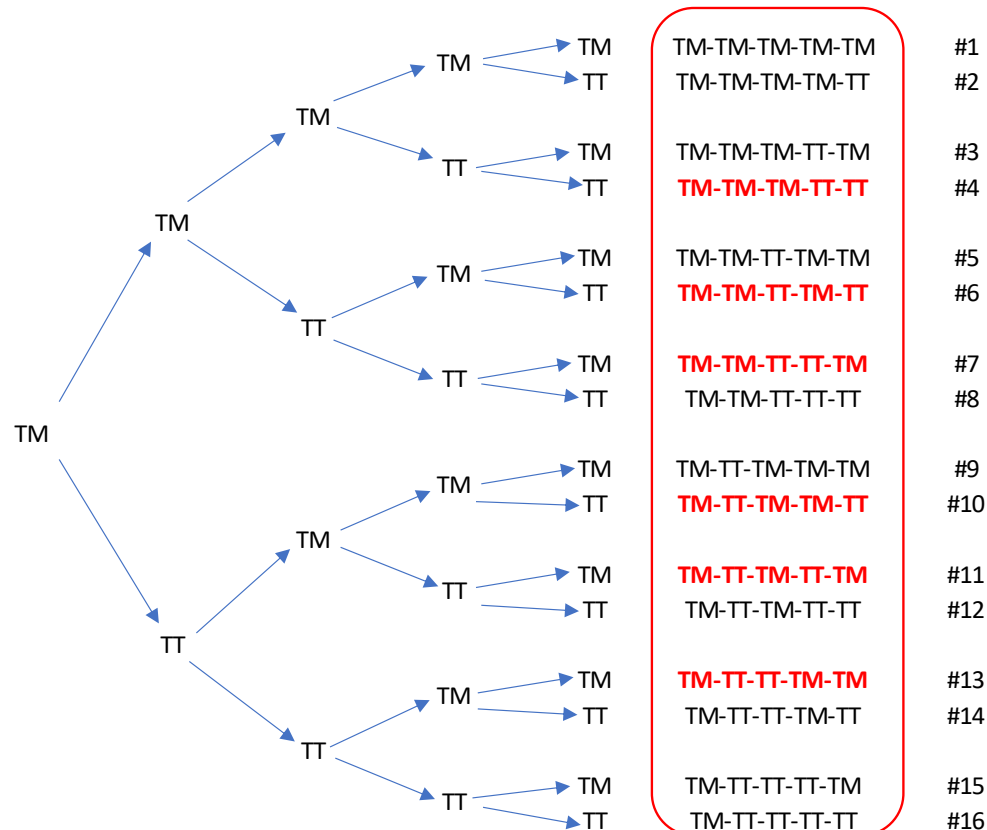 TM TM-TM-TM-TM-TM #1
TM
TT TM-TM-TM-TM-TT #2
TM
TM TM-TM-TM-TT-TM #3
TT
TT TM-TM-TM-TT-TT #4
TM
TM TM-TM-TT-TM-TM #5
TM
TT TM-TM-TT-TM-TT #6
TT
TM TM-TM-TT-TT-TM #7
TT
TT TM-TM-TT-TT-TT #8
TM
TM TM-TT-TM-TM-TM #9
TM
TT TM-TT-TM-TM-TT #10
TM
TM TM-TT-TM-TT-TM #11
TT
TT TM-TT-TM-TT-TT #12
TT
TM TM-TT-TT-TM-TM #13
TM
TT TM-TT-TT-TM-TT #14
TT
TM TM-TT-TT-TT-TM #15
TT
TT TM-TT-TT-TT-TT #16